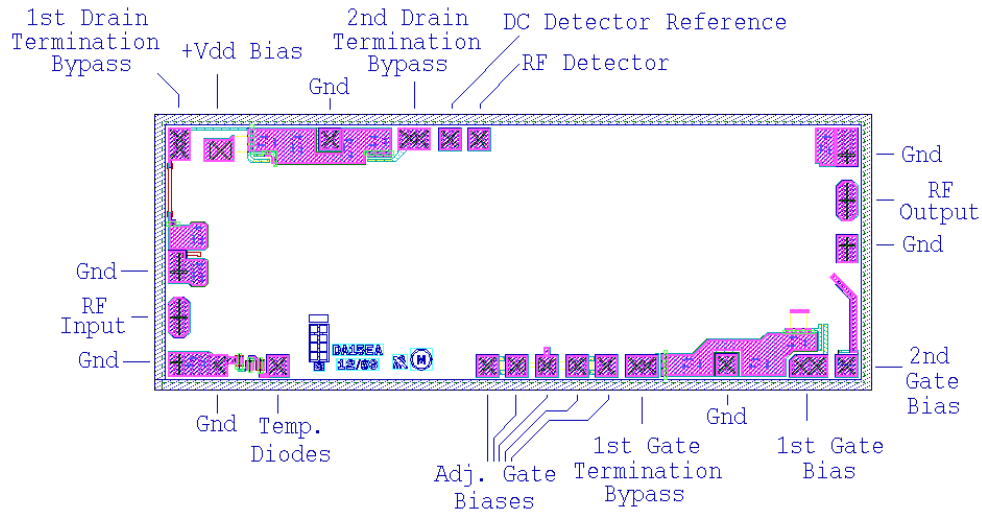 1st Drain
Termination
Bypass
+Vdd Bias
Gnd
2nd Drain
Termination
Bypass
DC Detector Reference
RF Detector
Gnd
RF
Output
Gnd
Gnd
RF
Input
Gnd
DA15EA
12/09
M
2nd
Gate
Bias
Gnd
Temp.
Diodes
Adj. Gate
Biases
1st Gate
Termination
Bypass
Gnd
1st Gate
Bias